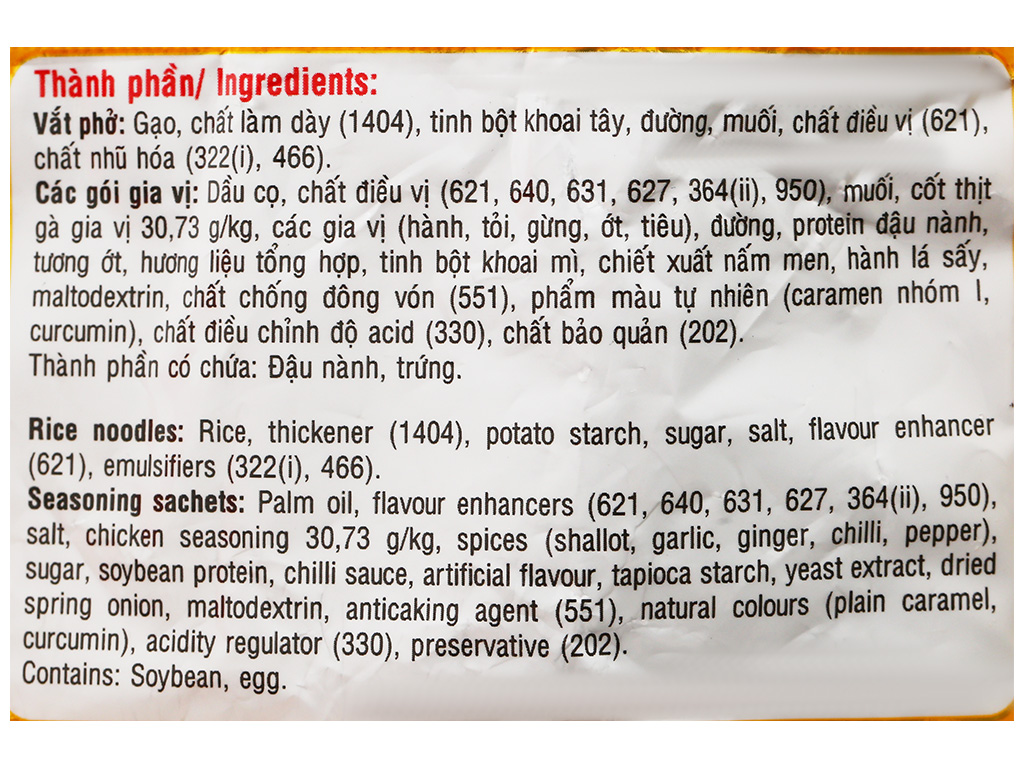 Thành phần/ Ingredients:
Vắt phở: Gạo, chất làm dày (1404), tinh bột khoai tây, đường, muối, chất điều vị (621),
chất nhũ hóa (322(i), 466).
Các gói gia vị: Dầu cọ, chất điều vị (621, 640, 631, 627, 364(ii), 950), muối, cốt thịt
gà gia vị 30,73 g/kg, các gia vị (hành, tỏi, gừng, ớt, tiêu), đường, protein đậu nành,
tương ớt, hương liệu tổng hợp, tinh bột khoai mì, chiết xuất nấm men, hành lá sấy,
maltodextrin, chất chống đông vón (551), phẩm màu tự nhiên (caramen nhóm I,
curcumin), chất điều chỉnh độ acid (330), chất bảo quản (202).
Thành phần có chứa: Đậu nành, trứng.
Rice noodles: Rice, thickener (1404), potato starch, sugar, salt, flavour enhancer
(621), emulsifiers (322(i), 466).
Seasoning sachets: Palm oil, flavour enhancers (621, 640, 631, 627, 364(ii), 950),
salt, chicken seasoning 30,73 g/kg, spices (shallot, garlic, ginger, chilli, pepper),
sugar, soybean protein, chilli sauce, artificial flavour, tapioca starch, yeast extract, dried
spring onion, maltodextrin, anticaking agent (551), natural colours (plain caramel,
curcumin), acidity regulator (330), preservative (202).
Contains: Soybean, egg.